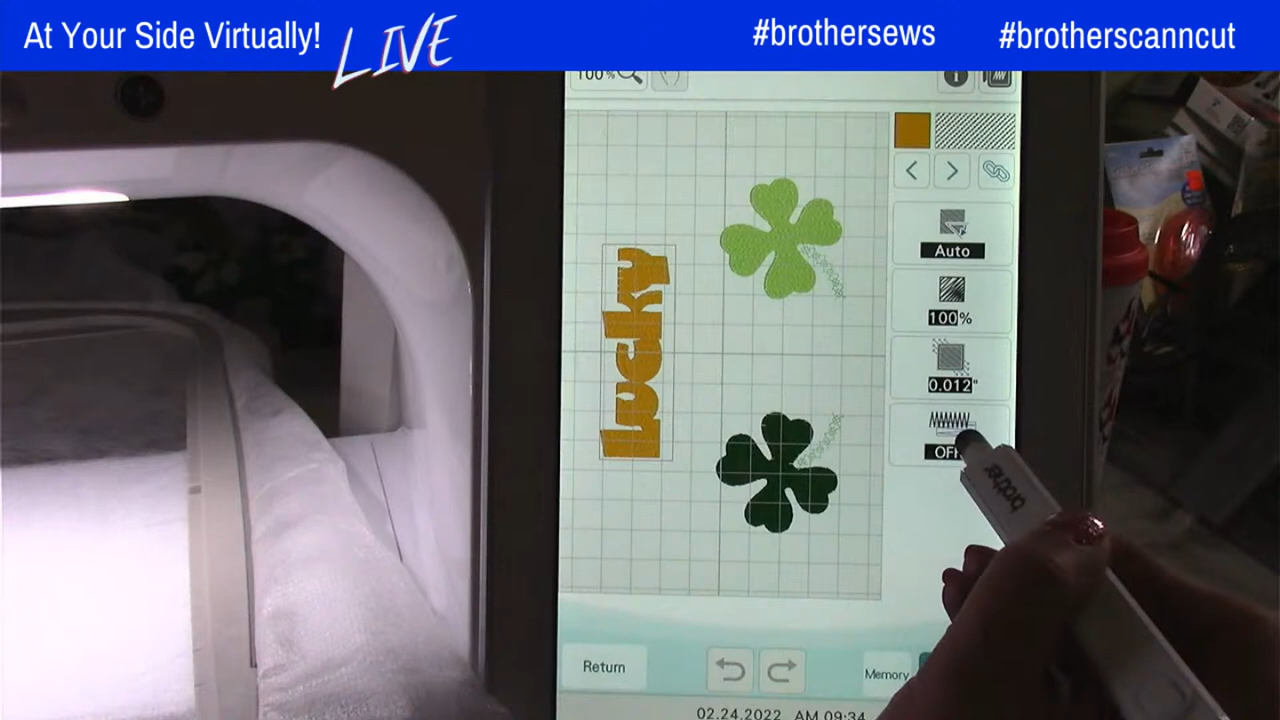 At Your Side Virtually! LIVE #brothersews #brotherscanncut
100%
Auto
100%
0.012"
OFF
Lucky
brother
Return
Memory
02.24.2022 AM 09:34